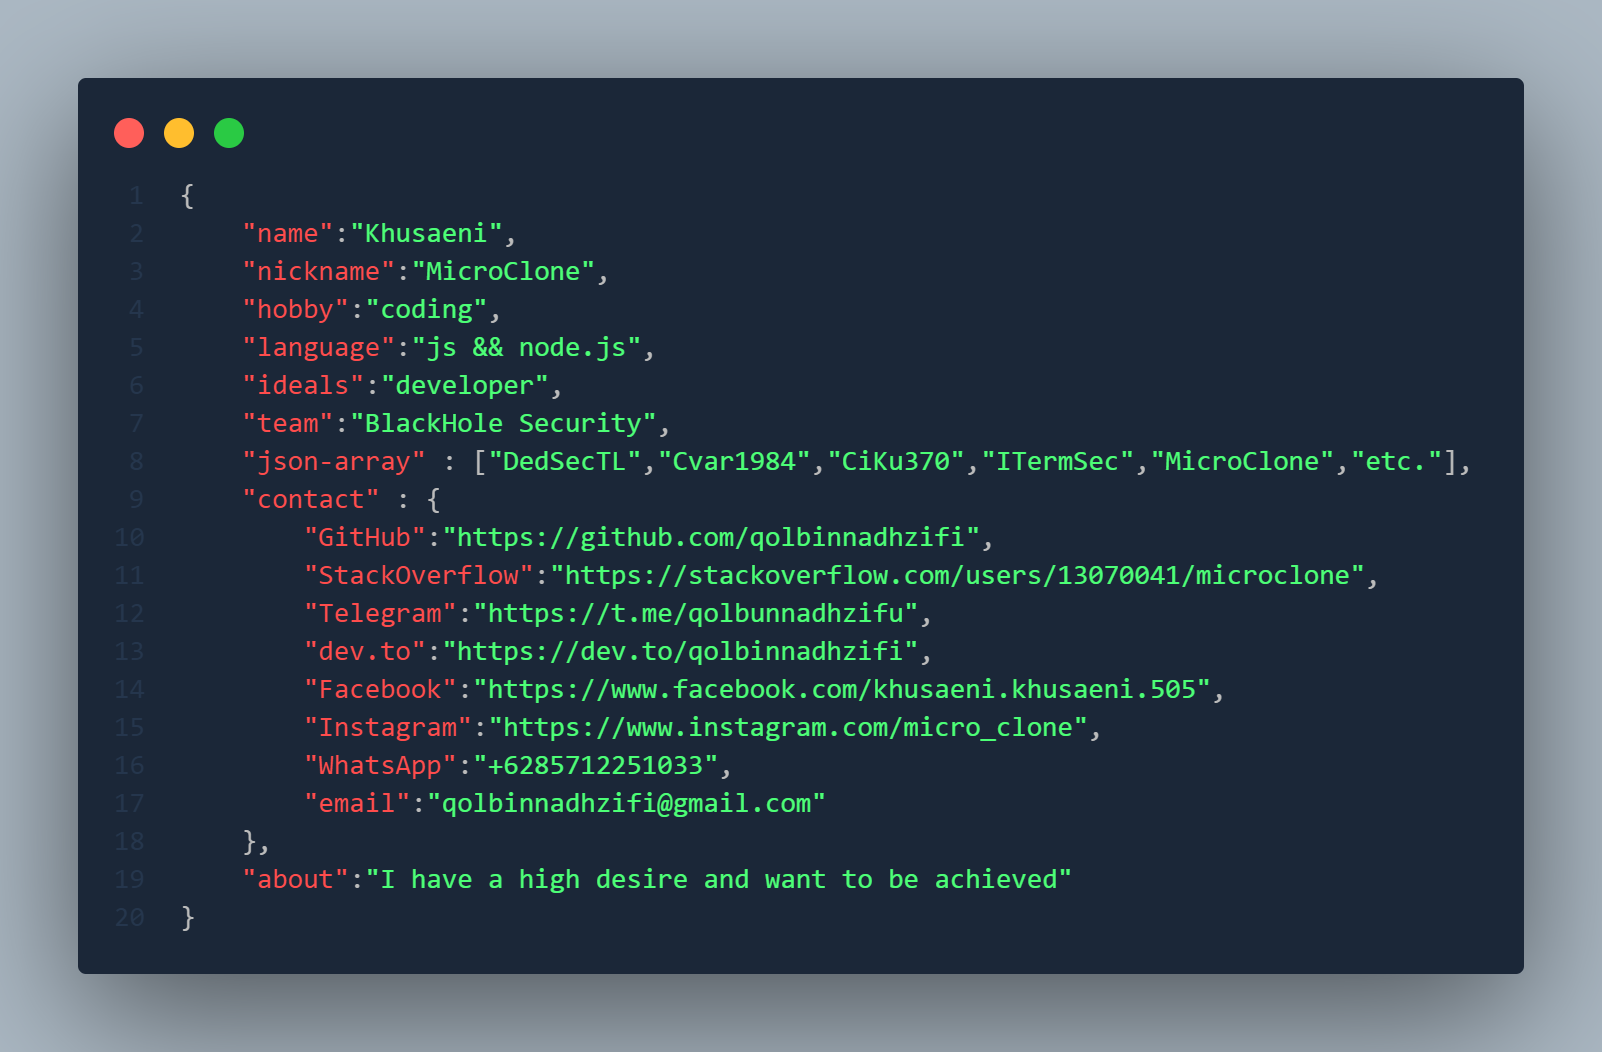 1 {
2 "name":"Khusaeni",
3 "nickname":"MicroClone",
4 "hobby":"coding",
5 "language":"js && node.js",
6 "ideals":"developer",
7 "team":"BlackHole Security",
8 "json-array" : ["DedSecTL","Cvar1984","CiKu370","ITermSec","MicroClone","etc."],
9 "contact" : {
10 "GitHub":"https://github.com/qolbinnadhzifi",
11 "StackOverflow":"https://stackoverflow.com/users/13070041/microclone",
12 "Telegram":"https://t.me/qolbunnadhzifu",
13 "dev.to":"https://dev.to/qolbinnadhzifi",
14 "Facebook":"https://www.facebook.com/khusaeni.khusaeni.505",
15 "Instagram":"https://www.instagram.com/micro_clone",
16 "WhatsApp":"+6285712251033",
17 "email":"qolbinnadhzifi@gmail.com"
18 },
19 "about":"I have a high desire and want to be achieved"
20 }